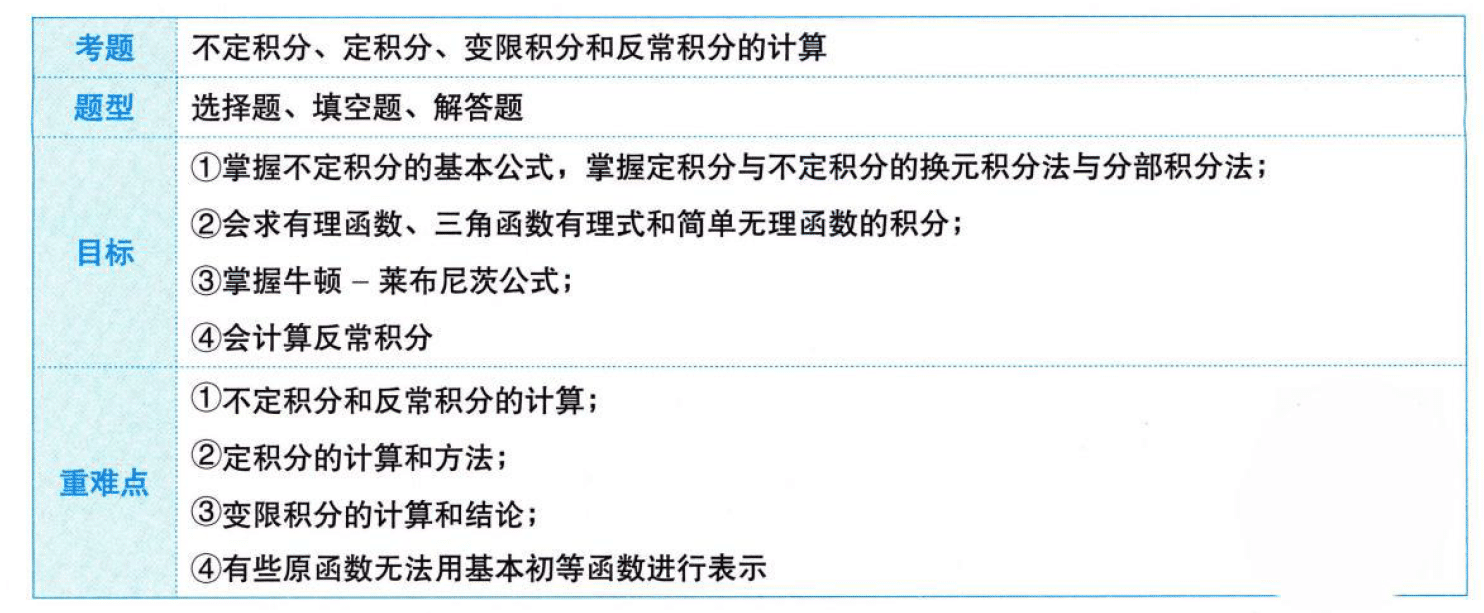 考题 不定积分、定积分、变限积分和反常积分的计算
题型 选择题、填空题、解答题
①掌握不定积分的基本公式，掌握定积分与不定积分的换元积分法与分部积分法；
②会求有理函数、三角函数有理式和简单无理函数的积分；
目标
③掌握牛顿－莱布尼茨公式；
④会计算反常积分
①不定积分和反常积分的计算；
②定积分的计算和方法；
重难点
③变限积分的计算和结论；
④有些原函数无法用基本初等函数进行表示